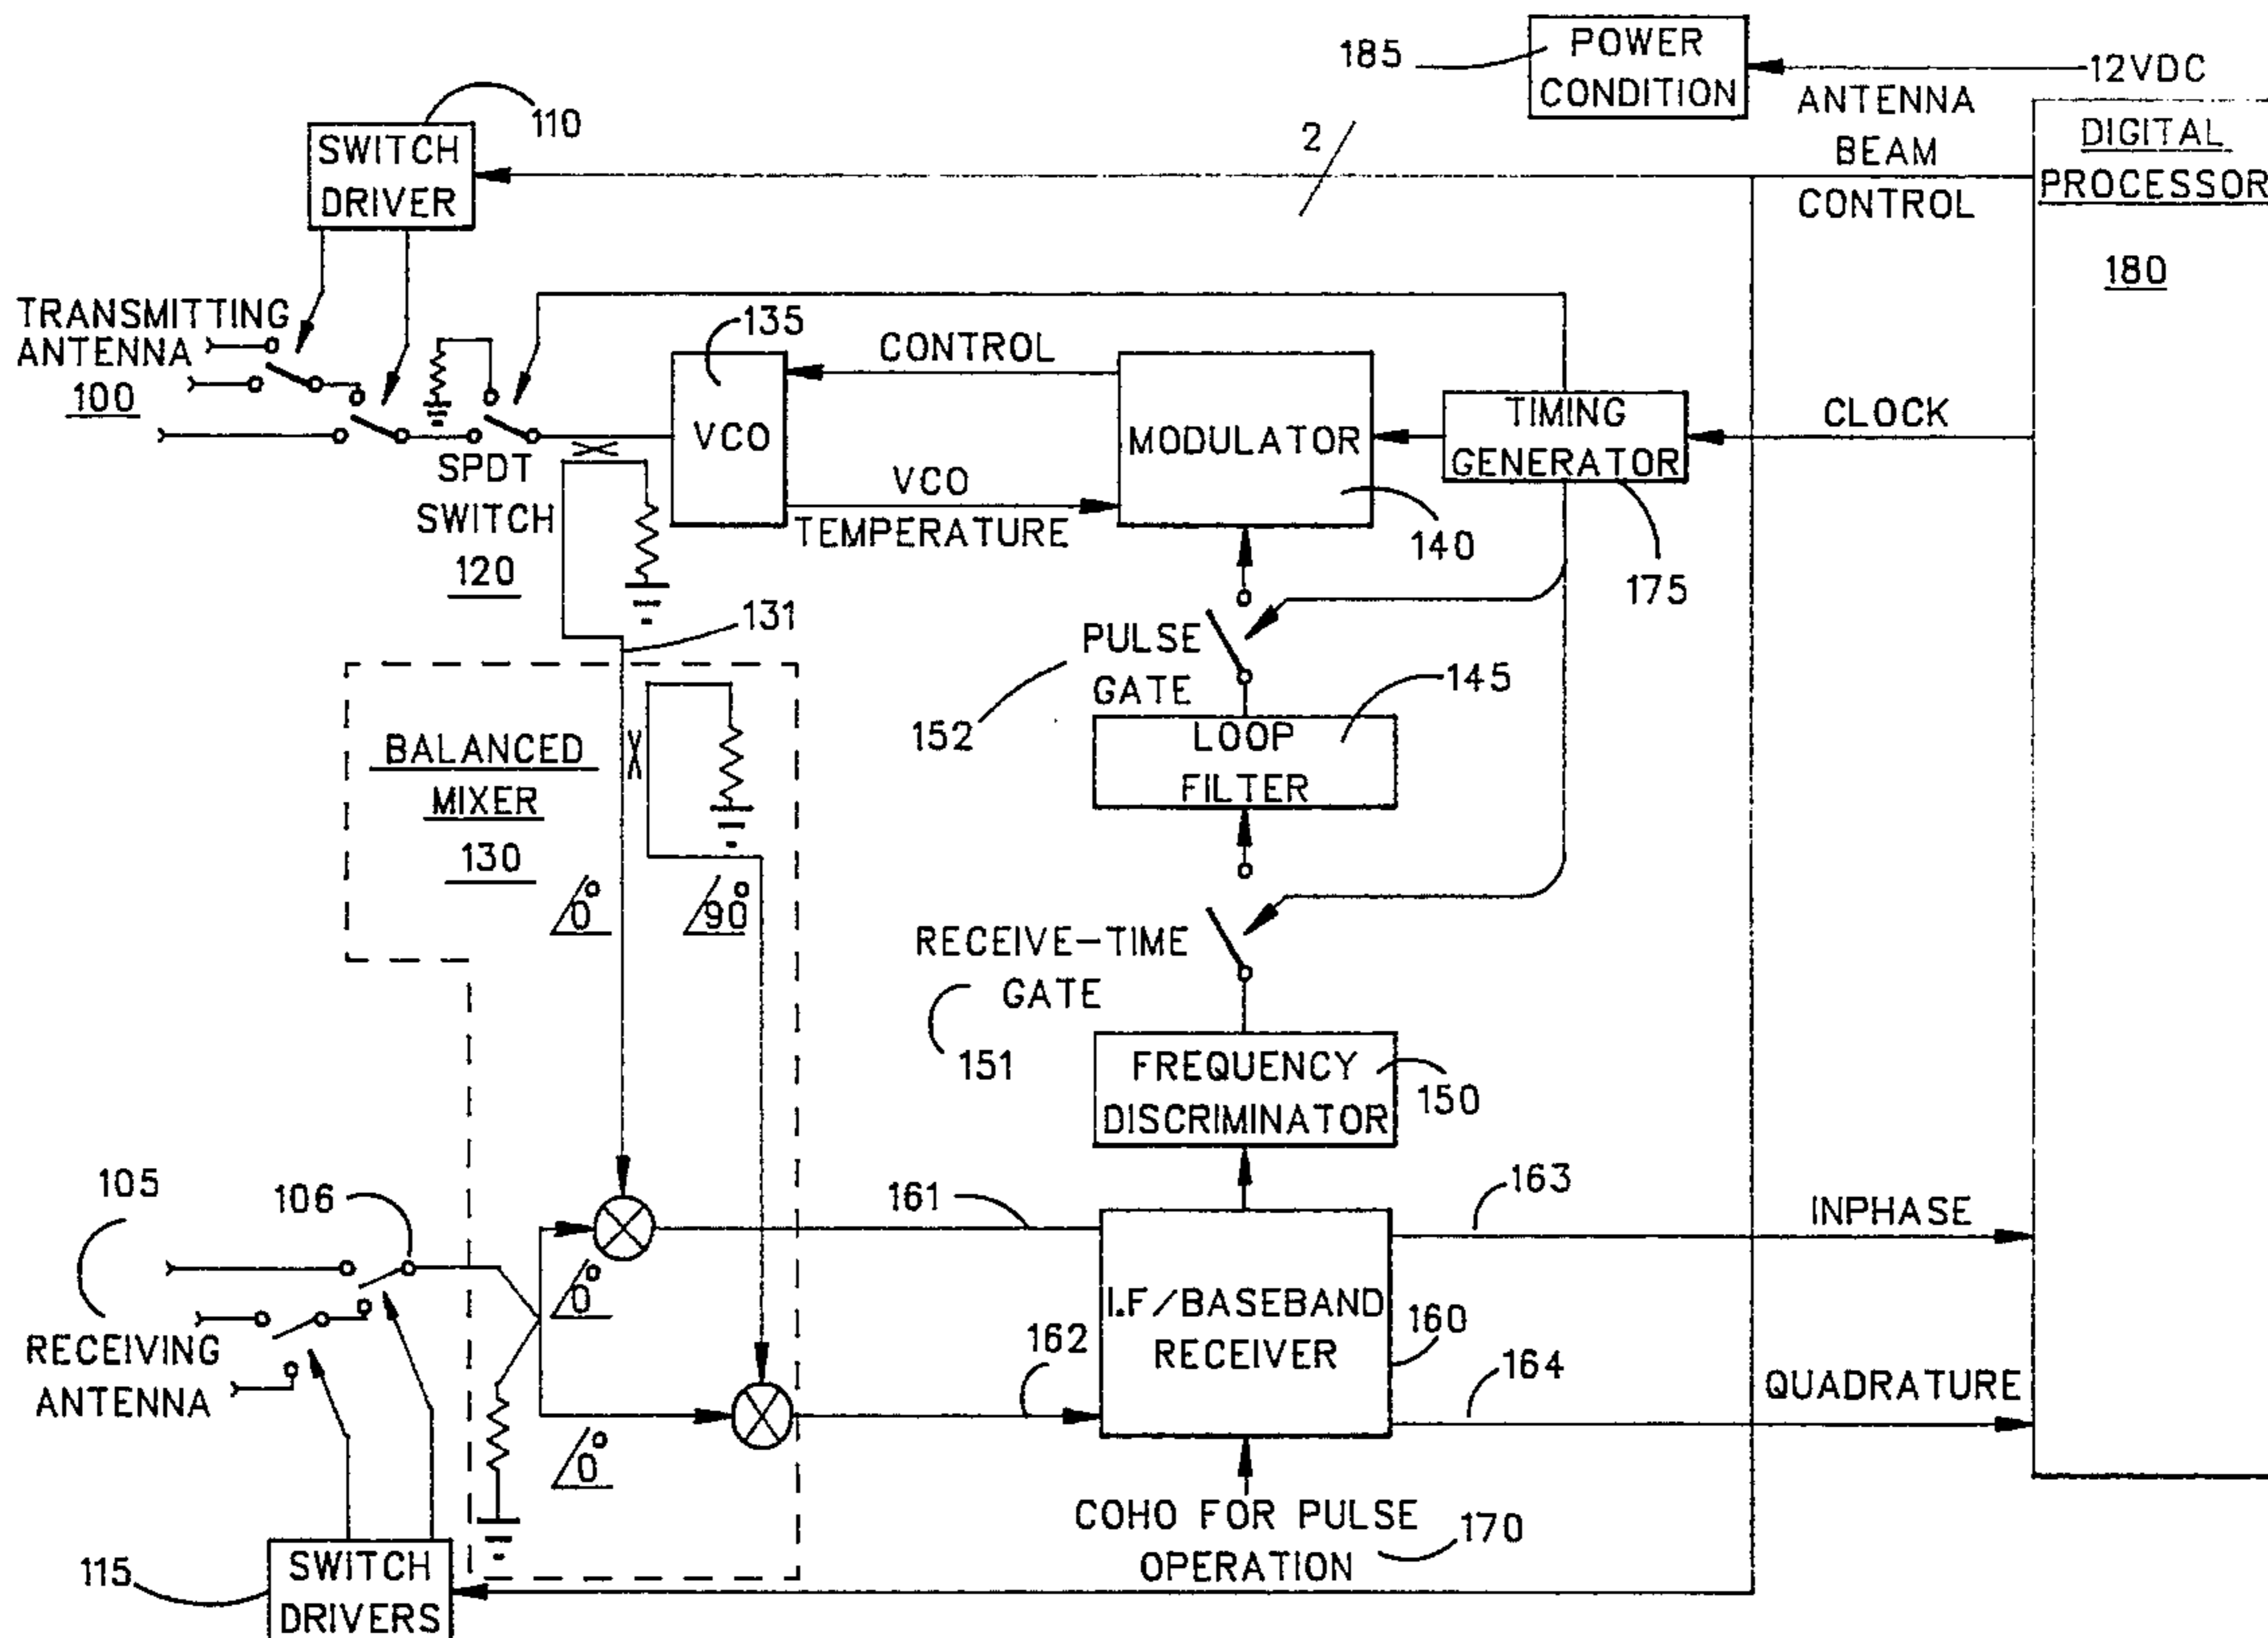 185
POWER
CONDITION
12VDC
ANTENNA
BEAM
CONTROL
DIGITAL
PROCESSOR
180
110
SWITCH
DRIVER
2
TRANSMITTING
ANTENNA
100
SPDT
SWITCH
120
135
VCO
CONTROL
VCO
TEMPERATURE
MODULATOR
140
TIMING
GENERATOR
175
CLOCK
131
PULSE
GATE
152
145
LOOP
FILTER
BALANCED
MIXER
130
0°
90°
RECEIVE-TIME
GATE
151
FREQUENCY
DISCRIMINATOR
150
105
106
RECEIVING
ANTENNA
0°
0°
161
162
I.F/BASEBAND
RECEIVER
160
163
INPHASE
164
QUADRATURE
COHO FOR PULSE
OPERATION
170
115
SWITCH
DRIVERS